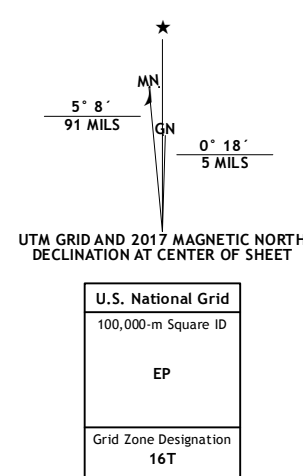 ★
MN
5° 8´
91 MILS
GN
0° 18´
5 MILS
UTM GRID AND 2017 MAGNETIC NORTH
DECLINATION AT CENTER OF SHEET
U.S. National Grid
100,000-m Square ID
EP
Grid Zone Designation
16T